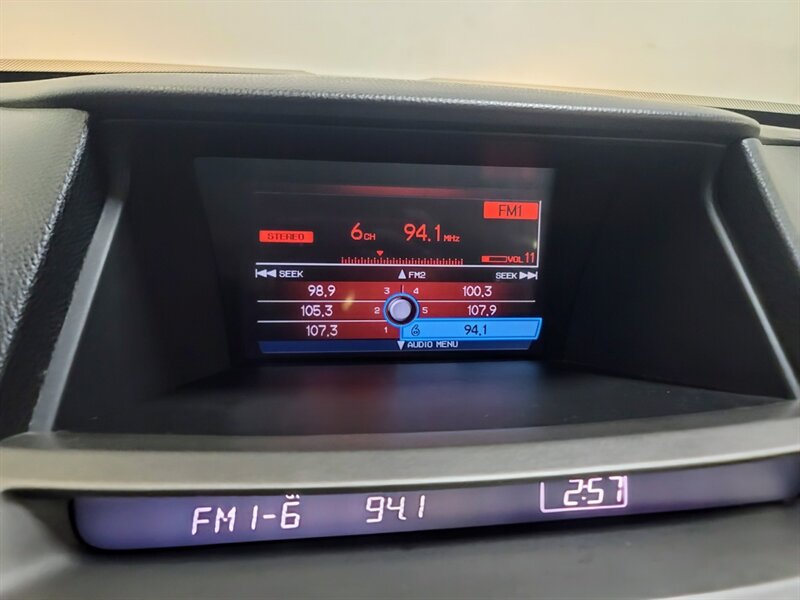 FM1
STEREO 6CH 94.1MHz
VOL 11
SEEK FM2 SEEK
98.9 3 4 100.3
105.3 2 5 107.9
107.3 1 6 94.1
AUDIO MENU
FM1-6 94.1 2:57